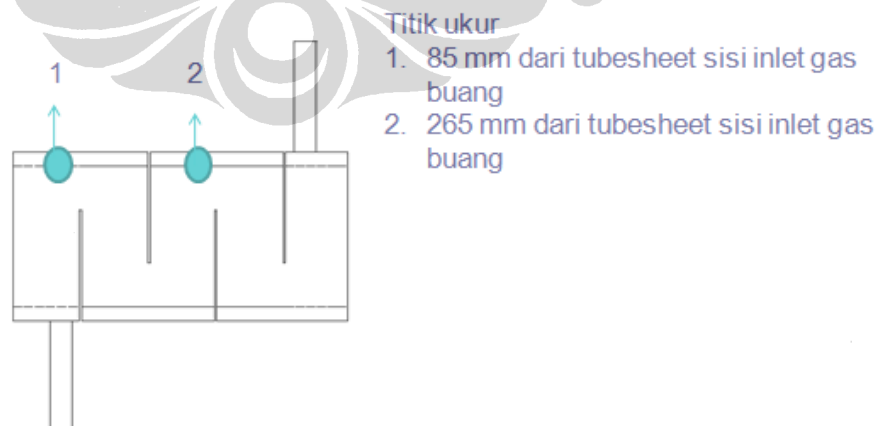 Titik ukur
1. 85 mm dari tubesheet sisi inlet gas
buang
2. 265 mm dari tubesheet sisi inlet gas
buang
1
2